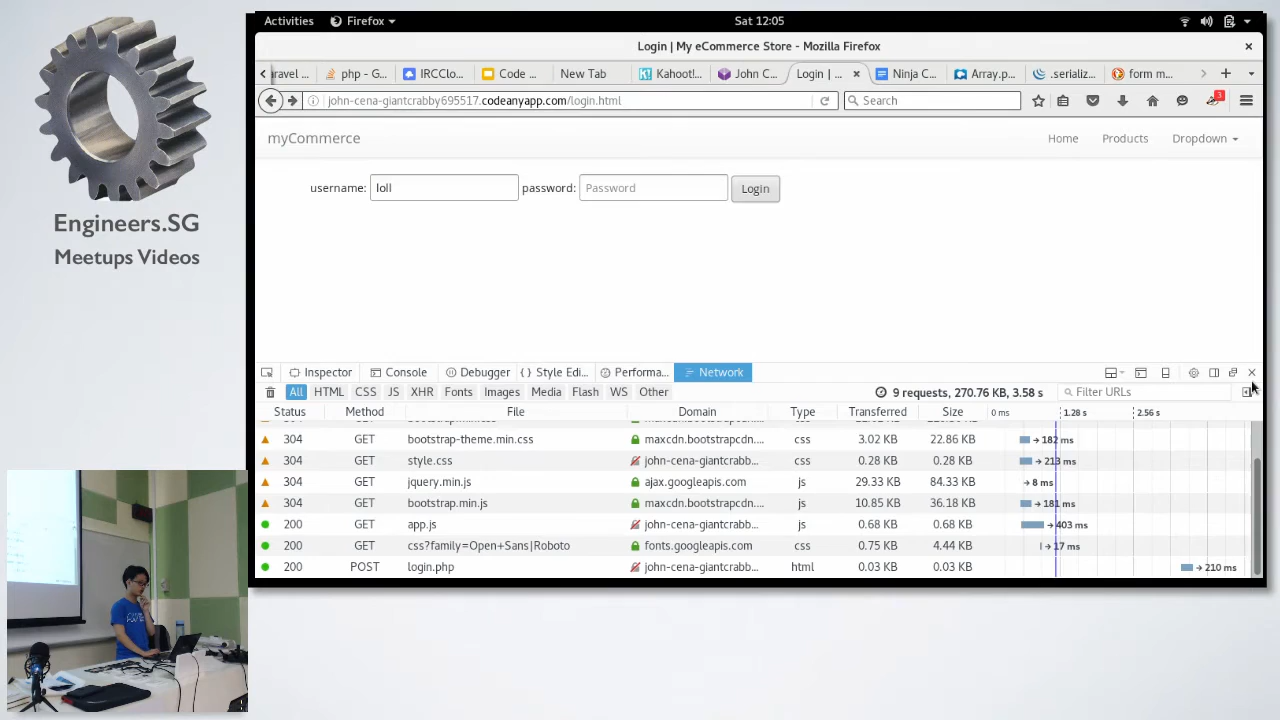 Engineers.SG
Meetups Videos
Activities Firefox Sat 12:05
Login | My eCommerce Store - Mozilla Firefox
aravel ... php - G... IRCClo... Code ... New Tab Kahoot! John C... Login | ... Ninja C... Array.p... .serializ... form m...
john-cena-giantcrabby695517.codeanyapp.com/login.html Search 3
myCommerce Home Products Dropdown
username: loll password: Password Login
Inspector Console Debugger Style Edi... Performa... Network
All HTML CSS JS XHR Fonts Images Media Flash WS Other 9 requests, 270.76 KB, 3.58 s Filter URLs
Status Method File Domain Type Transferred Size 0 ms 1.28 s 2.56 s
304 GET bootstrap-theme.min.css maxcdn.bootstrapcdn.... css 3.02 KB 22.86 KB → 182 ms
304 GET style.css john-cena-giantcrabb... css 0.28 KB 0.28 KB → 213 ms
304 GET jquery.min.js ajax.googleapis.com js 29.33 KB 84.33 KB → 8 ms
304 GET bootstrap.min.js maxcdn.bootstrapcdn.... js 10.85 KB 36.18 KB → 181 ms
200 GET app.js john-cena-giantcrabb... js 0.68 KB 0.68 KB → 403 ms
200 GET css?family=Open+Sans|Roboto fonts.googleapis.com css 0.75 KB 4.44 KB → 17 ms
200 POST login.php john-cena-giantcrabb... html 0.03 KB 0.03 KB → 210 ms